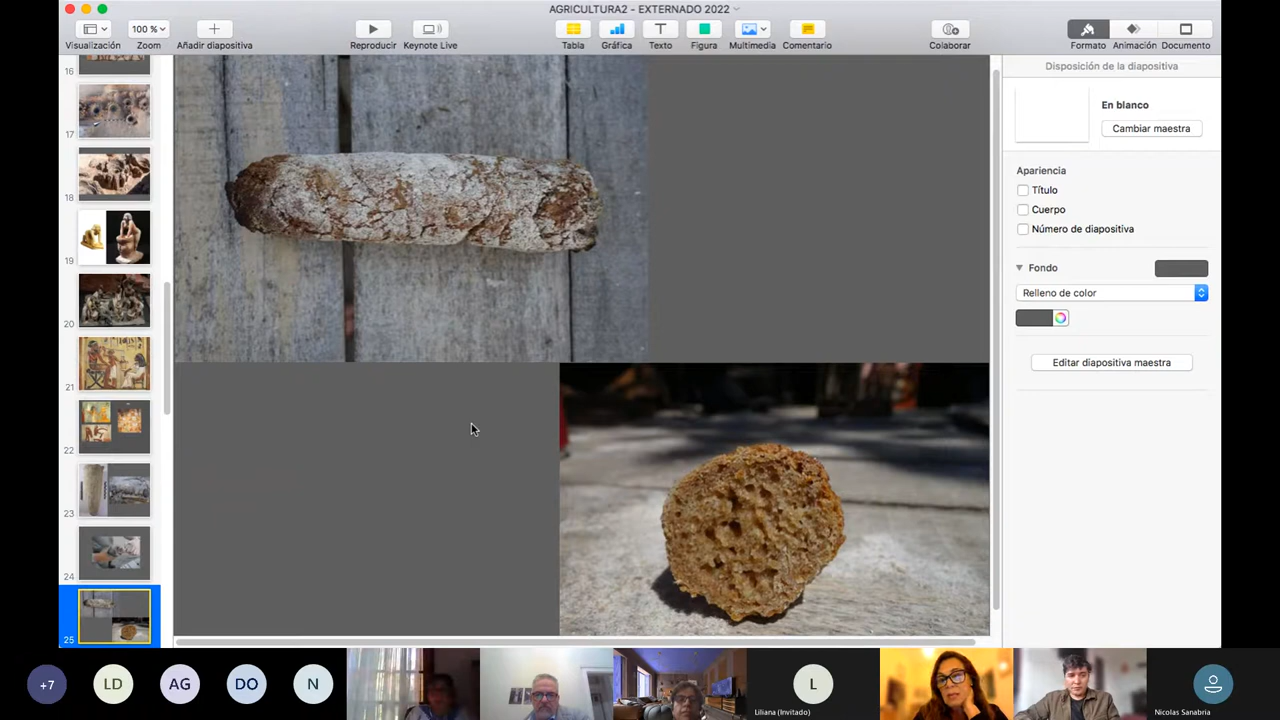 AGRICULTURA2 - EXTERNADO 2022
100 %
Visualización
Zoom
Añadir diapositiva
Reproducir
Keynote Live
Tabla
Gráfica
Texto
Figura
Multimedia
Comentario
Colaborar
Formato
Animación
Documento
Disposición de la diapositiva
En blanco
Cambiar maestra
Apariencia
Título
Cuerpo
Número de diapositiva
Fondo
Relleno de color
Editar diapositiva maestra
16
17
18
19
20
21
22
23
24
25
+7
LD
AG
DO
N
L
Liliana (Invitado)
Nicolas Sanabria